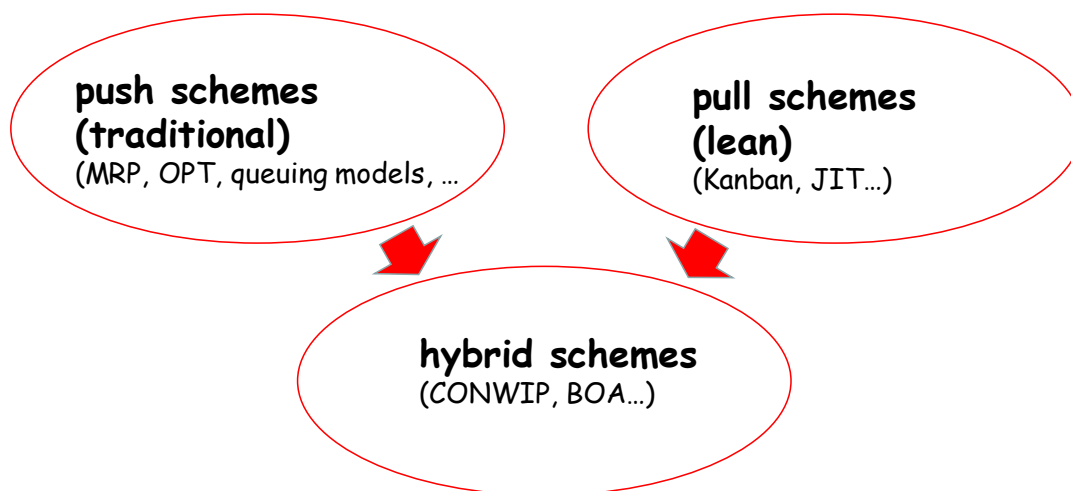 push schemes
(traditional)
(MRP, OPT, queuing models, …
pull schemes
(lean)
(Kanban, JIT…)
hybrid schemes
(CONWIP, BOA…)